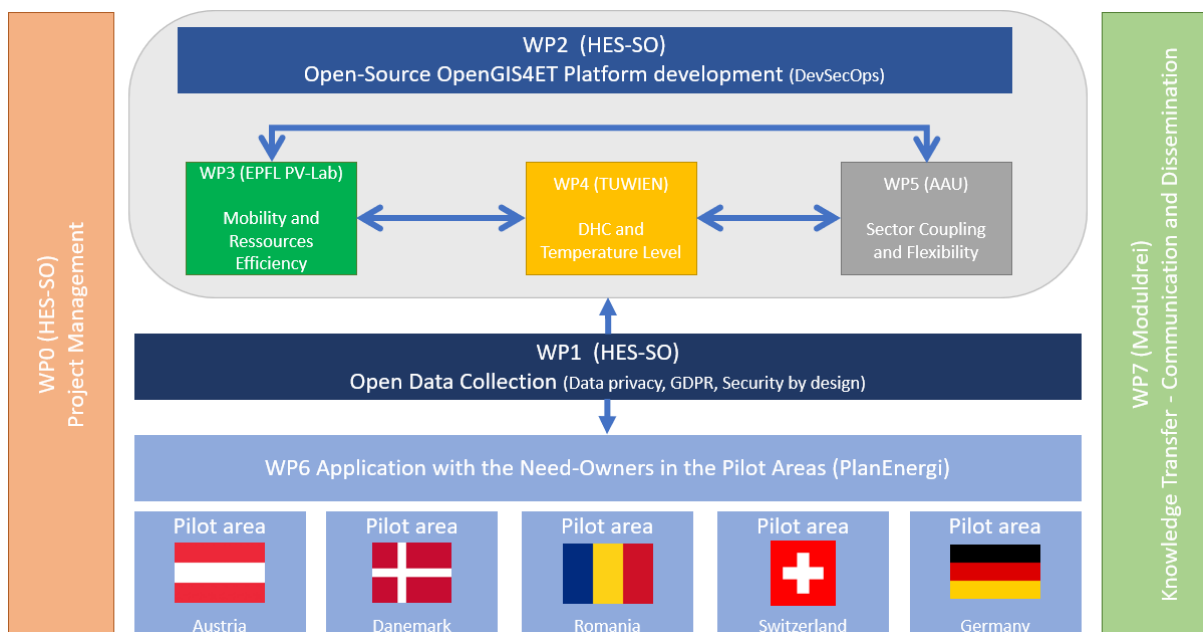 WP0 (HES-SO)
Project Management
WP2 (HES-SO)
Open-Source OpenGIS4ET Platform development (DevSecOps)
WP3 (EPFL PV-Lab)
Mobility and
Ressources
Efficiency
WP4 (TUWIEN)
DHC and
Temperature Level
WP5 (AAU)
Sector Coupling
and Flexibility
WP1 (HES-SO)
Open Data Collection (Data privacy, GDPR, Security by design)
WP6 Application with the Need-Owners in the Pilot Areas (PlanEnergi)
Pilot area
Austria
Pilot area
Danemark
Pilot area
Romania
Pilot area
Switzerland
Pilot area
Germany
WP7 (Moduldrei)
Knowledge Transfer - Communication and Dissemination